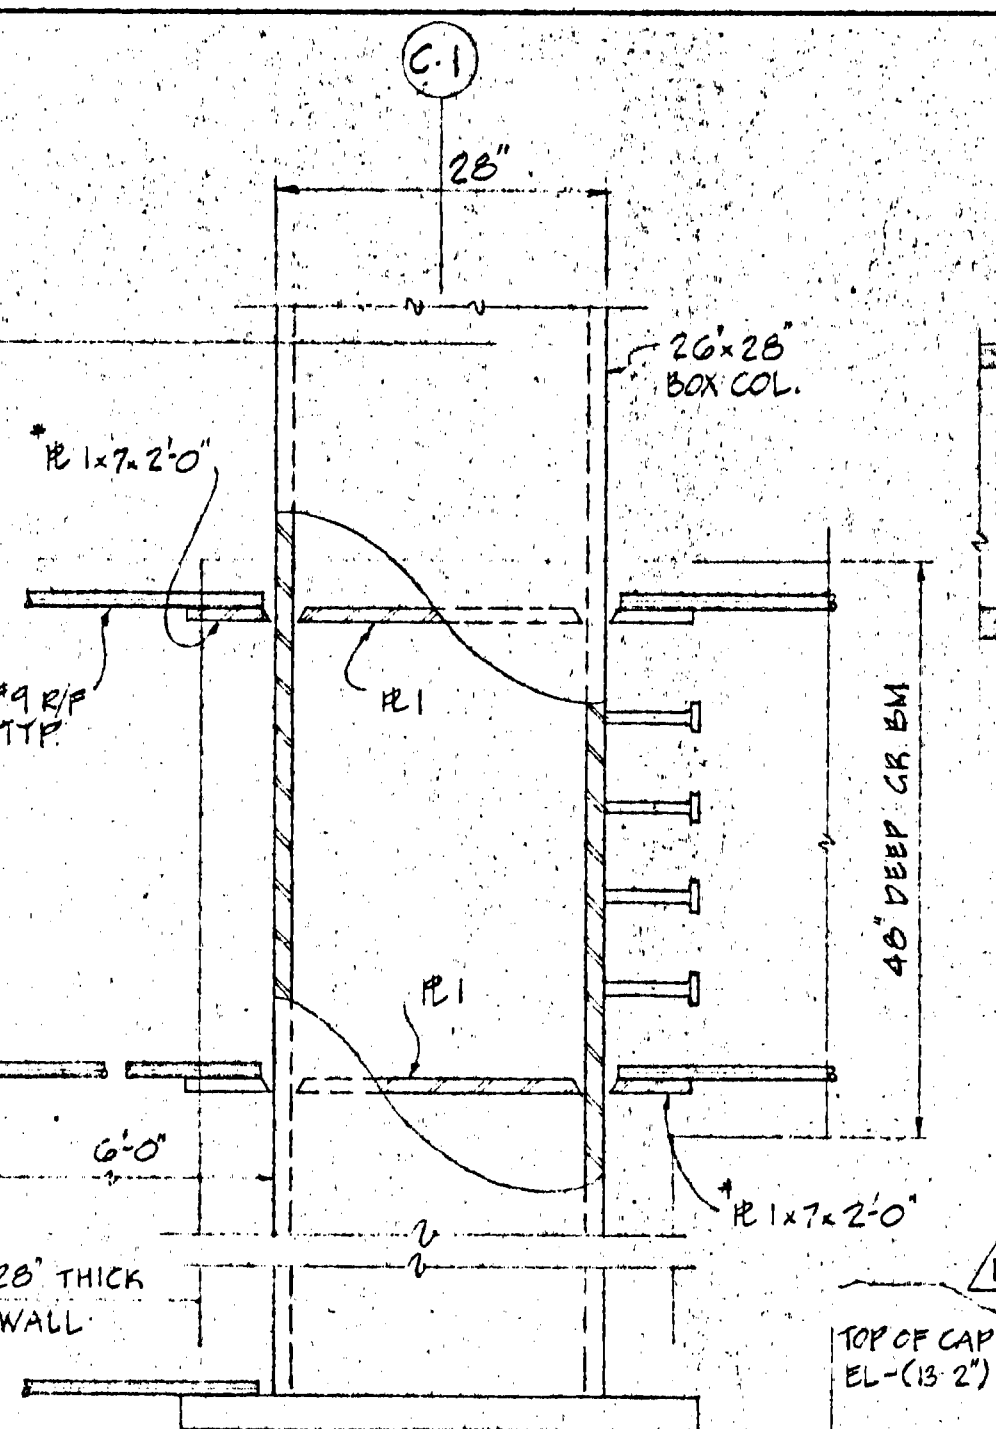 C-1
28"
26"x28"
BOX COL.
*PL 1x7x2'-0"
#9 R/F
TYP.
PL 1
48" DEEP GR. BM
PL 1
6'-0"
*PL 1x7x2'-0"
28" THICK
WALL
TOP OF CAP
EL-(13'-2")